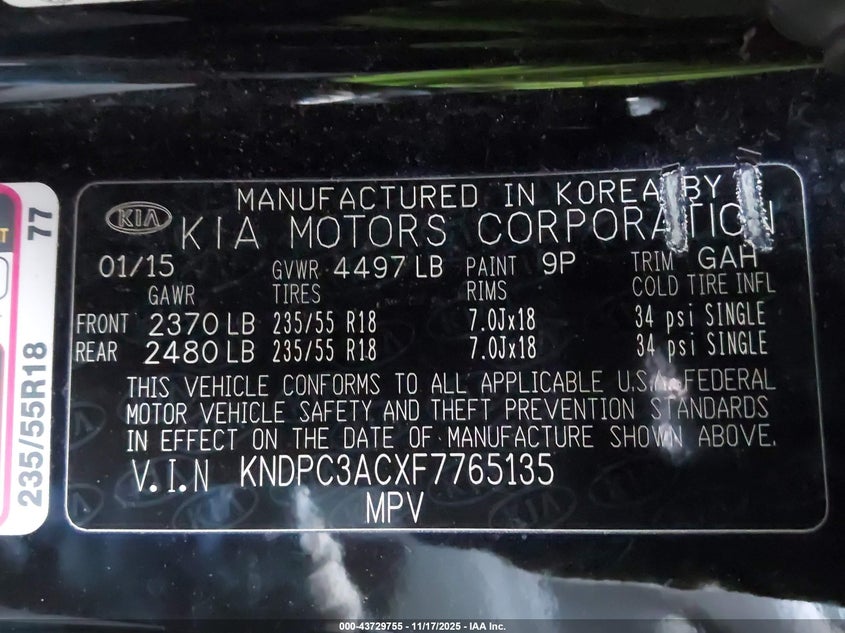 MANUFACTURED IN KOREA BY
KIA KIA MOTORS CORPORATION
01/15 GVWR 4497 LB PAINT 9P TRIM GAH
GAWR TIRES RIMS COLD TIRE INFL
FRONT 2370 LB 235/55 R18 7.0Jx18 34 psi SINGLE
REAR 2480 LB 235/55 R18 7.0Jx18 34 psi SINGLE
THIS VEHICLE CONFORMS TO ALL APPLICABLE U.S.A. FEDERAL
MOTOR VEHICLE SAFETY AND THEFT PREVENTION STANDARDS
IN EFFECT ON THE DATE OF MANUFACTURE SHOWN ABOVE.
V.I.N KNDPC3ACXF7765135
MPV
235/55R18 77
000-43729755 - 11/17/2025 - IAA Inc.